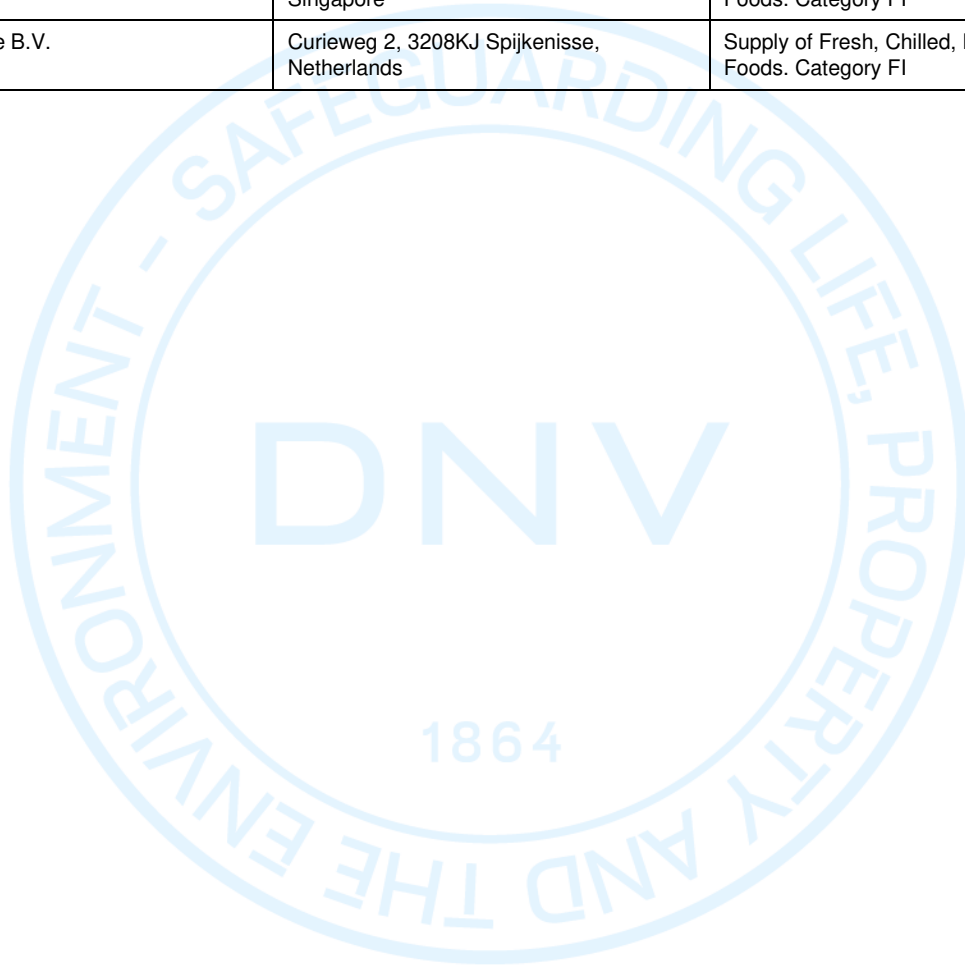 Singapore
Foods. Category FI
e B.V.
Curieweg 2, 3208KJ Spijkenisse,
Netherlands
Supply of Fresh, Chilled,
Foods. Category FI
SAFEGUARDING LIFE, PROPERTY AND THE ENVIRONMENT -
DNV
1864